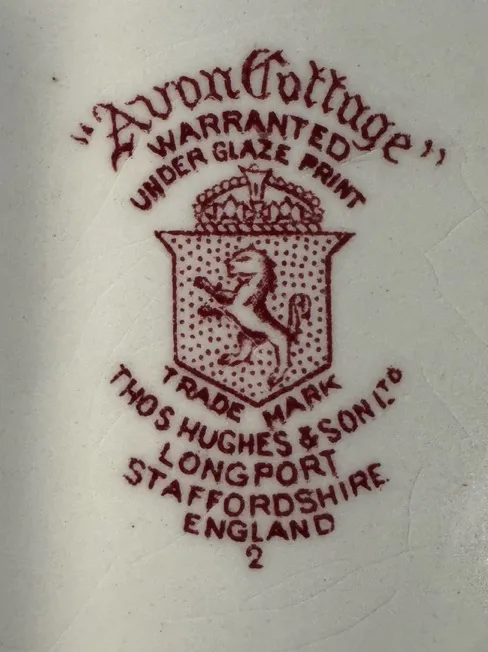 "Avon Cottage"
WARRANTED
UNDER GLAZE PRINT
TRADE MARK
THOS HUGHES & SON LTD
LONGPORT
STAFFORDSHIRE
ENGLAND
2